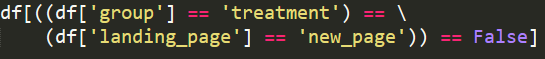 df[((df['group'] == 'treatment') == \
(df['landing_page'] == 'new_page')) == False]